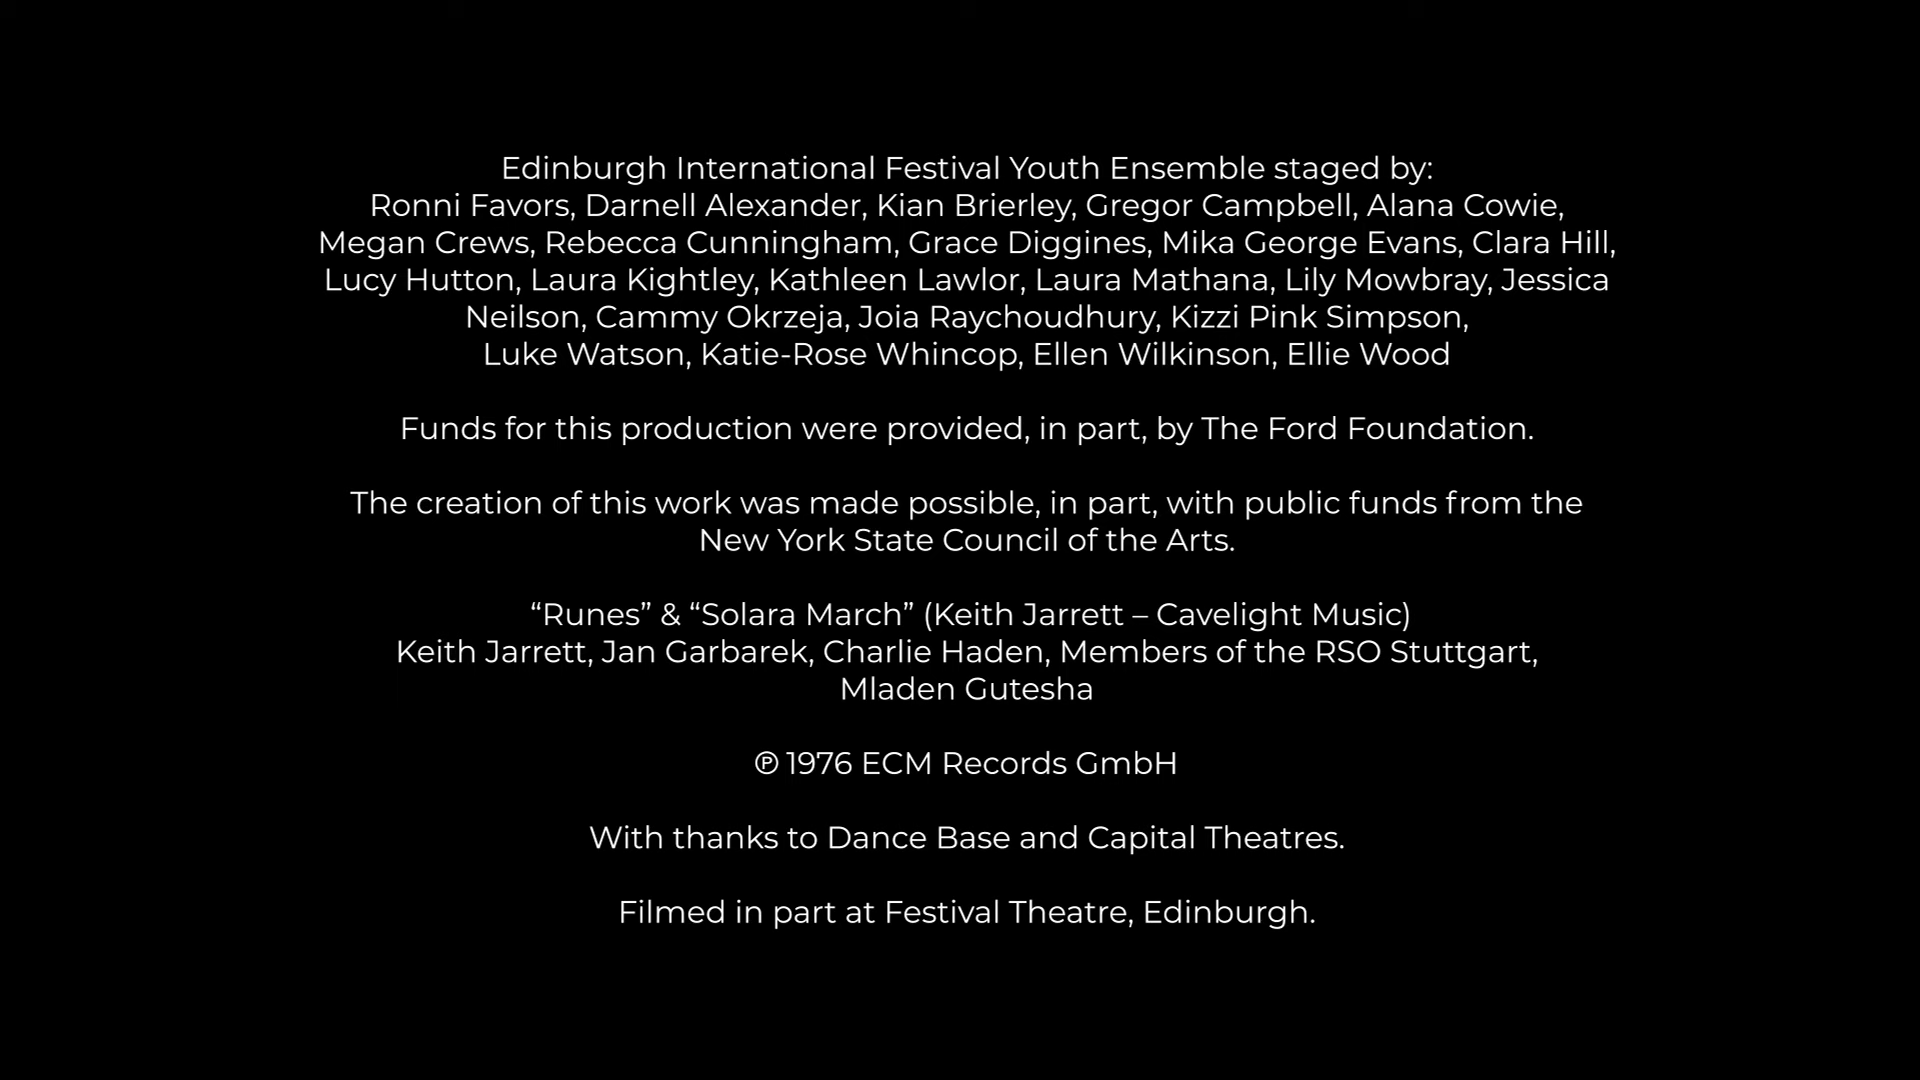 Edinburgh International Festival Youth Ensemble staged by:
Ronni Favors, Darnell Alexander, Kian Brierley, Gregor Campbell, Alana Cowie,
Megan Crews, Rebecca Cunningham, Grace Diggines, Mika George Evans, Clara Hill,
Lucy Hutton, Laura Kightley, Kathleen Lawlor, Laura Mathana, Lily Mowbray, Jessica
Neilson, Cammy Okrzeja, Joia Raychoudhury, Kizzi Pink Simpson,
Luke Watson, Katie-Rose Whincop, Ellen Wilkinson, Ellie Wood
Funds for this production were provided, in part, by The Ford Foundation.
The creation of this work was made possible, in part, with public funds from the
New York State Council of the Arts.
“Runes” & “Solara March” (Keith Jarrett – Cavelight Music)
Keith Jarrett, Jan Garbarek, Charlie Haden, Members of the RSO Stuttgart,
Mladen Gutesha
℗ 1976 ECM Records GmbH
With thanks to Dance Base and Capital Theatres.
Filmed in part at Festival Theatre, Edinburgh.